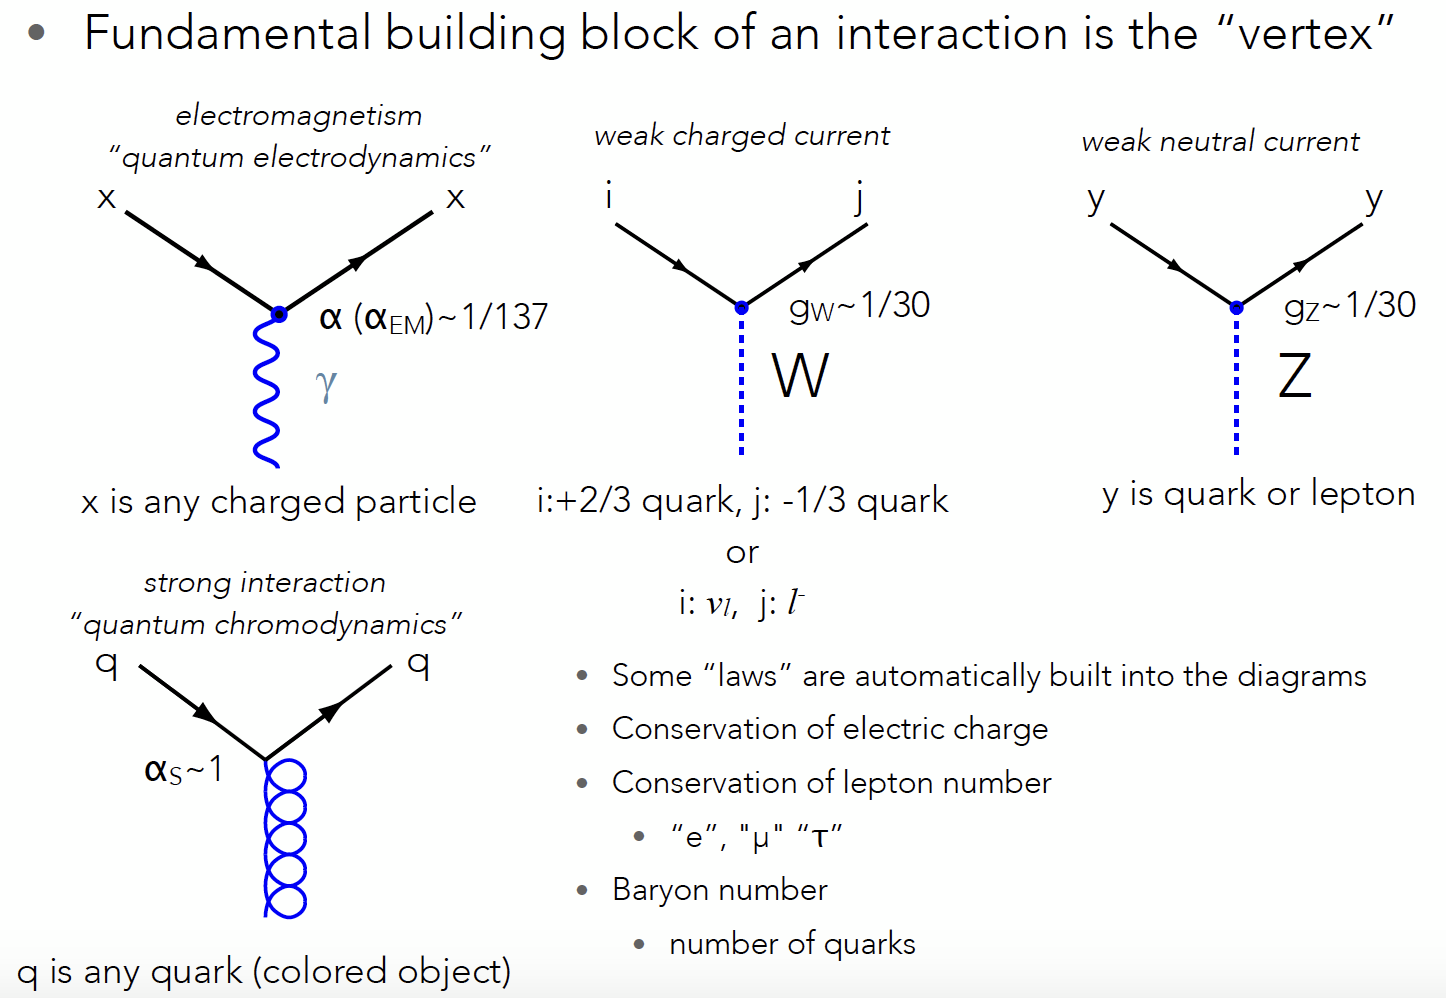 • Fundamental building block of an interaction is the “vertex”
electromagnetism
“quantum electrodynamics”
x x
α (αEM)~1/137
γ
x is any charged particle
weak charged current
i j
gW~1/30
W
i:+2/3 quark, j: -1/3 quark
or
i: νl, j: l-
weak neutral current
y y
gZ~1/30
Z
y is quark or lepton
strong interaction
“quantum chromodynamics”
q q
αS~1
q is any quark (colored object)
• Some “laws” are automatically built into the diagrams
• Conservation of electric charge
• Conservation of lepton number
• “e”, "μ" “τ”
• Baryon number
• number of quarks